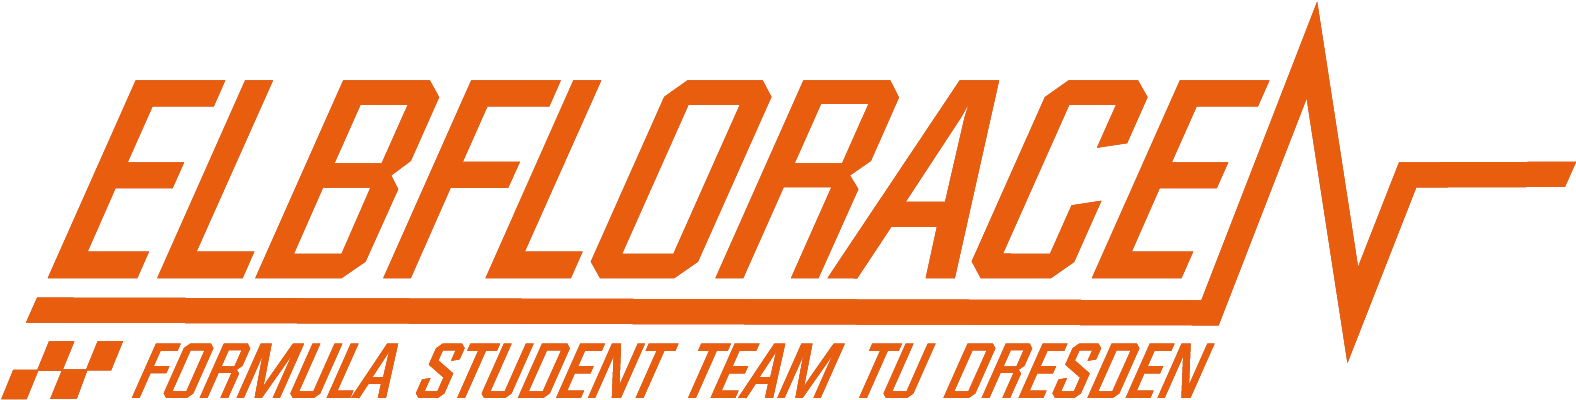 ELBFLORACE
FORMULA STUDENT TEAM TU DRESDEN